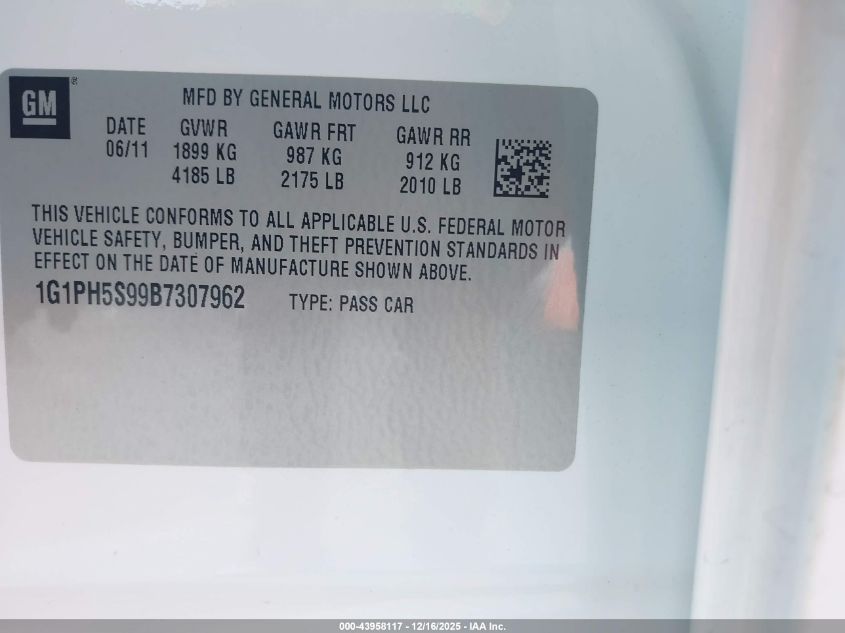 GM®
MFD BY GENERAL MOTORS LLC
DATE GVWR GAWR FRT GAWR RR
06/11 1899 KG 987 KG 912 KG
4185 LB 2175 LB 2010 LB
THIS VEHICLE CONFORMS TO ALL APPLICABLE U.S. FEDERAL MOTOR
VEHICLE SAFETY, BUMPER, AND THEFT PREVENTION STANDARDS IN
EFFECT ON THE DATE OF MANUFACTURE SHOWN ABOVE.
1G1PH5S99B7307962 TYPE: PASS CAR
000-43958117 - 12/16/2025 - IAA Inc.